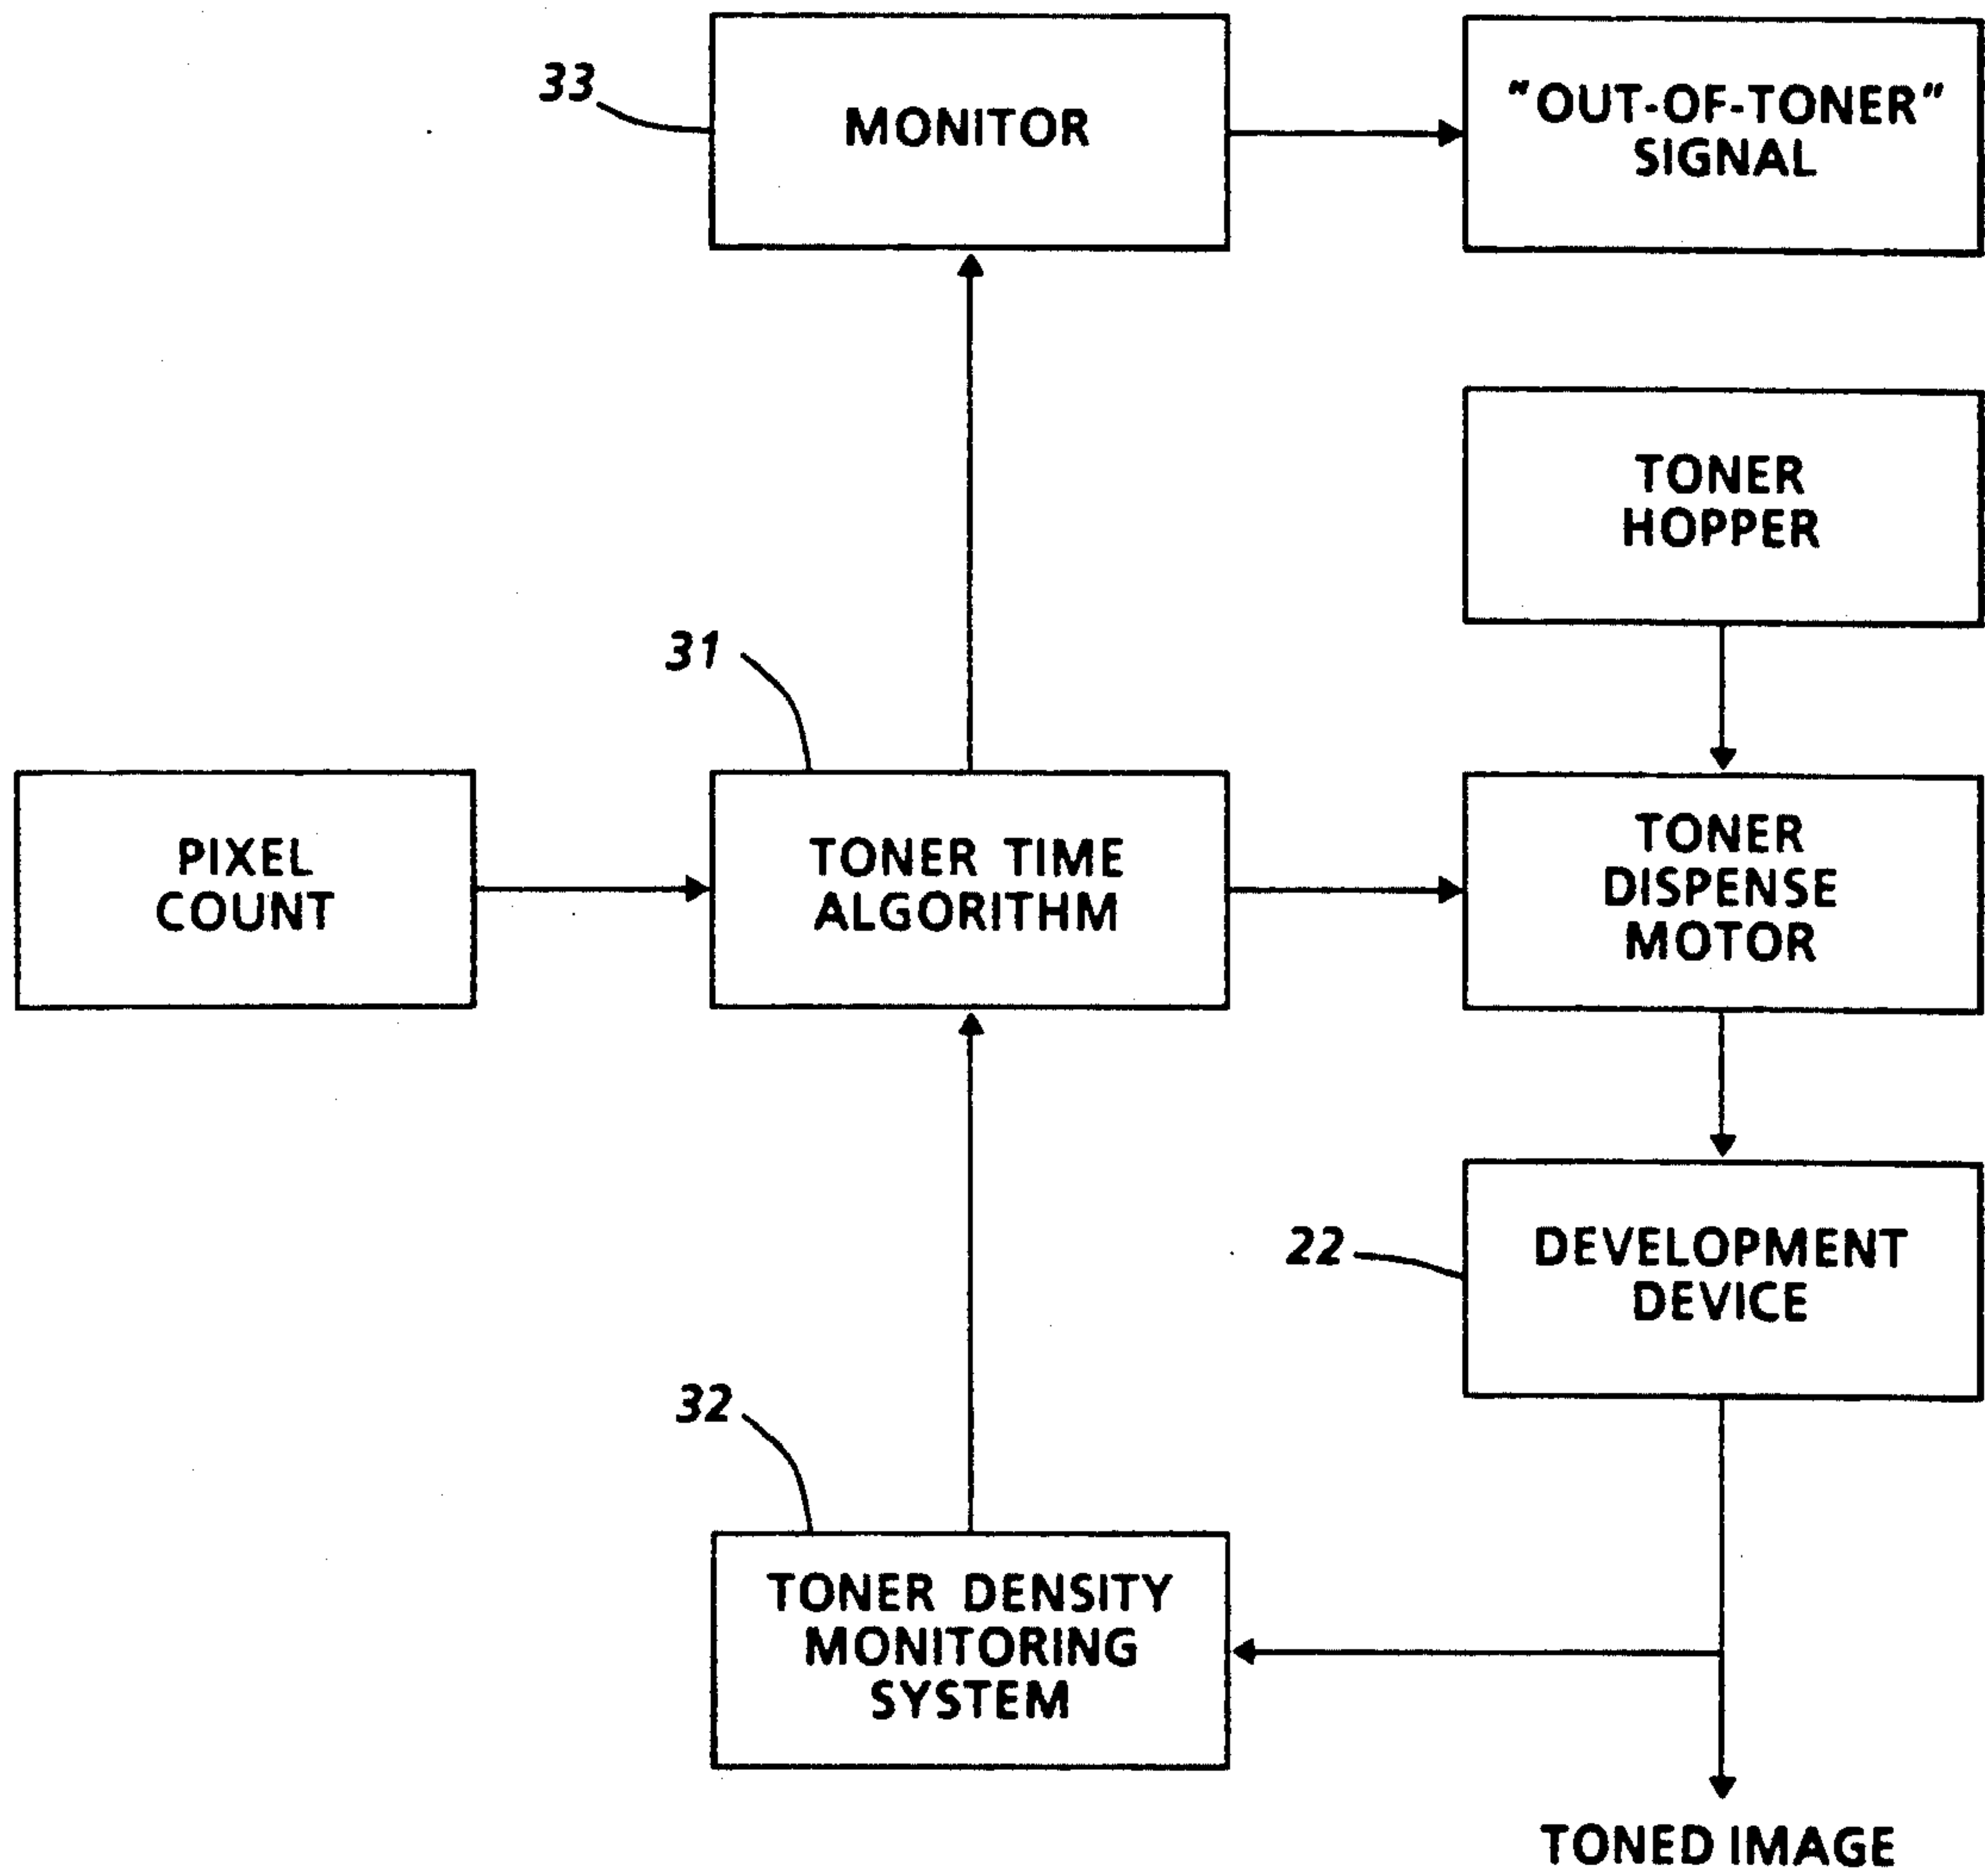 33
MONITOR
"OUT-OF-TONER"
SIGNAL
TONER
HOPPER
31
PIXEL
COUNT
TONER TIME
ALGORITHM
TONER
DISPENSE
MOTOR
22
DEVELOPMENT
DEVICE
32
TONER DENSITY
MONITORING
SYSTEM
TONED IMAGE